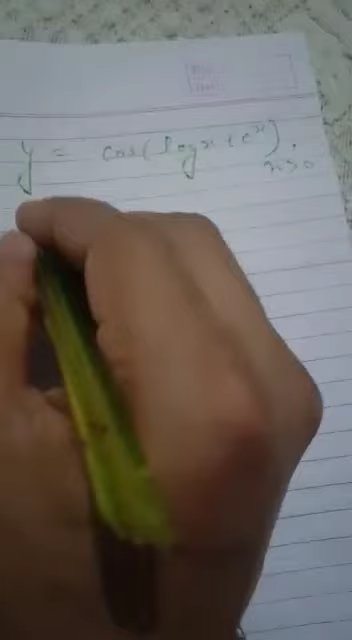 y = cos(log x + e^x), x>0